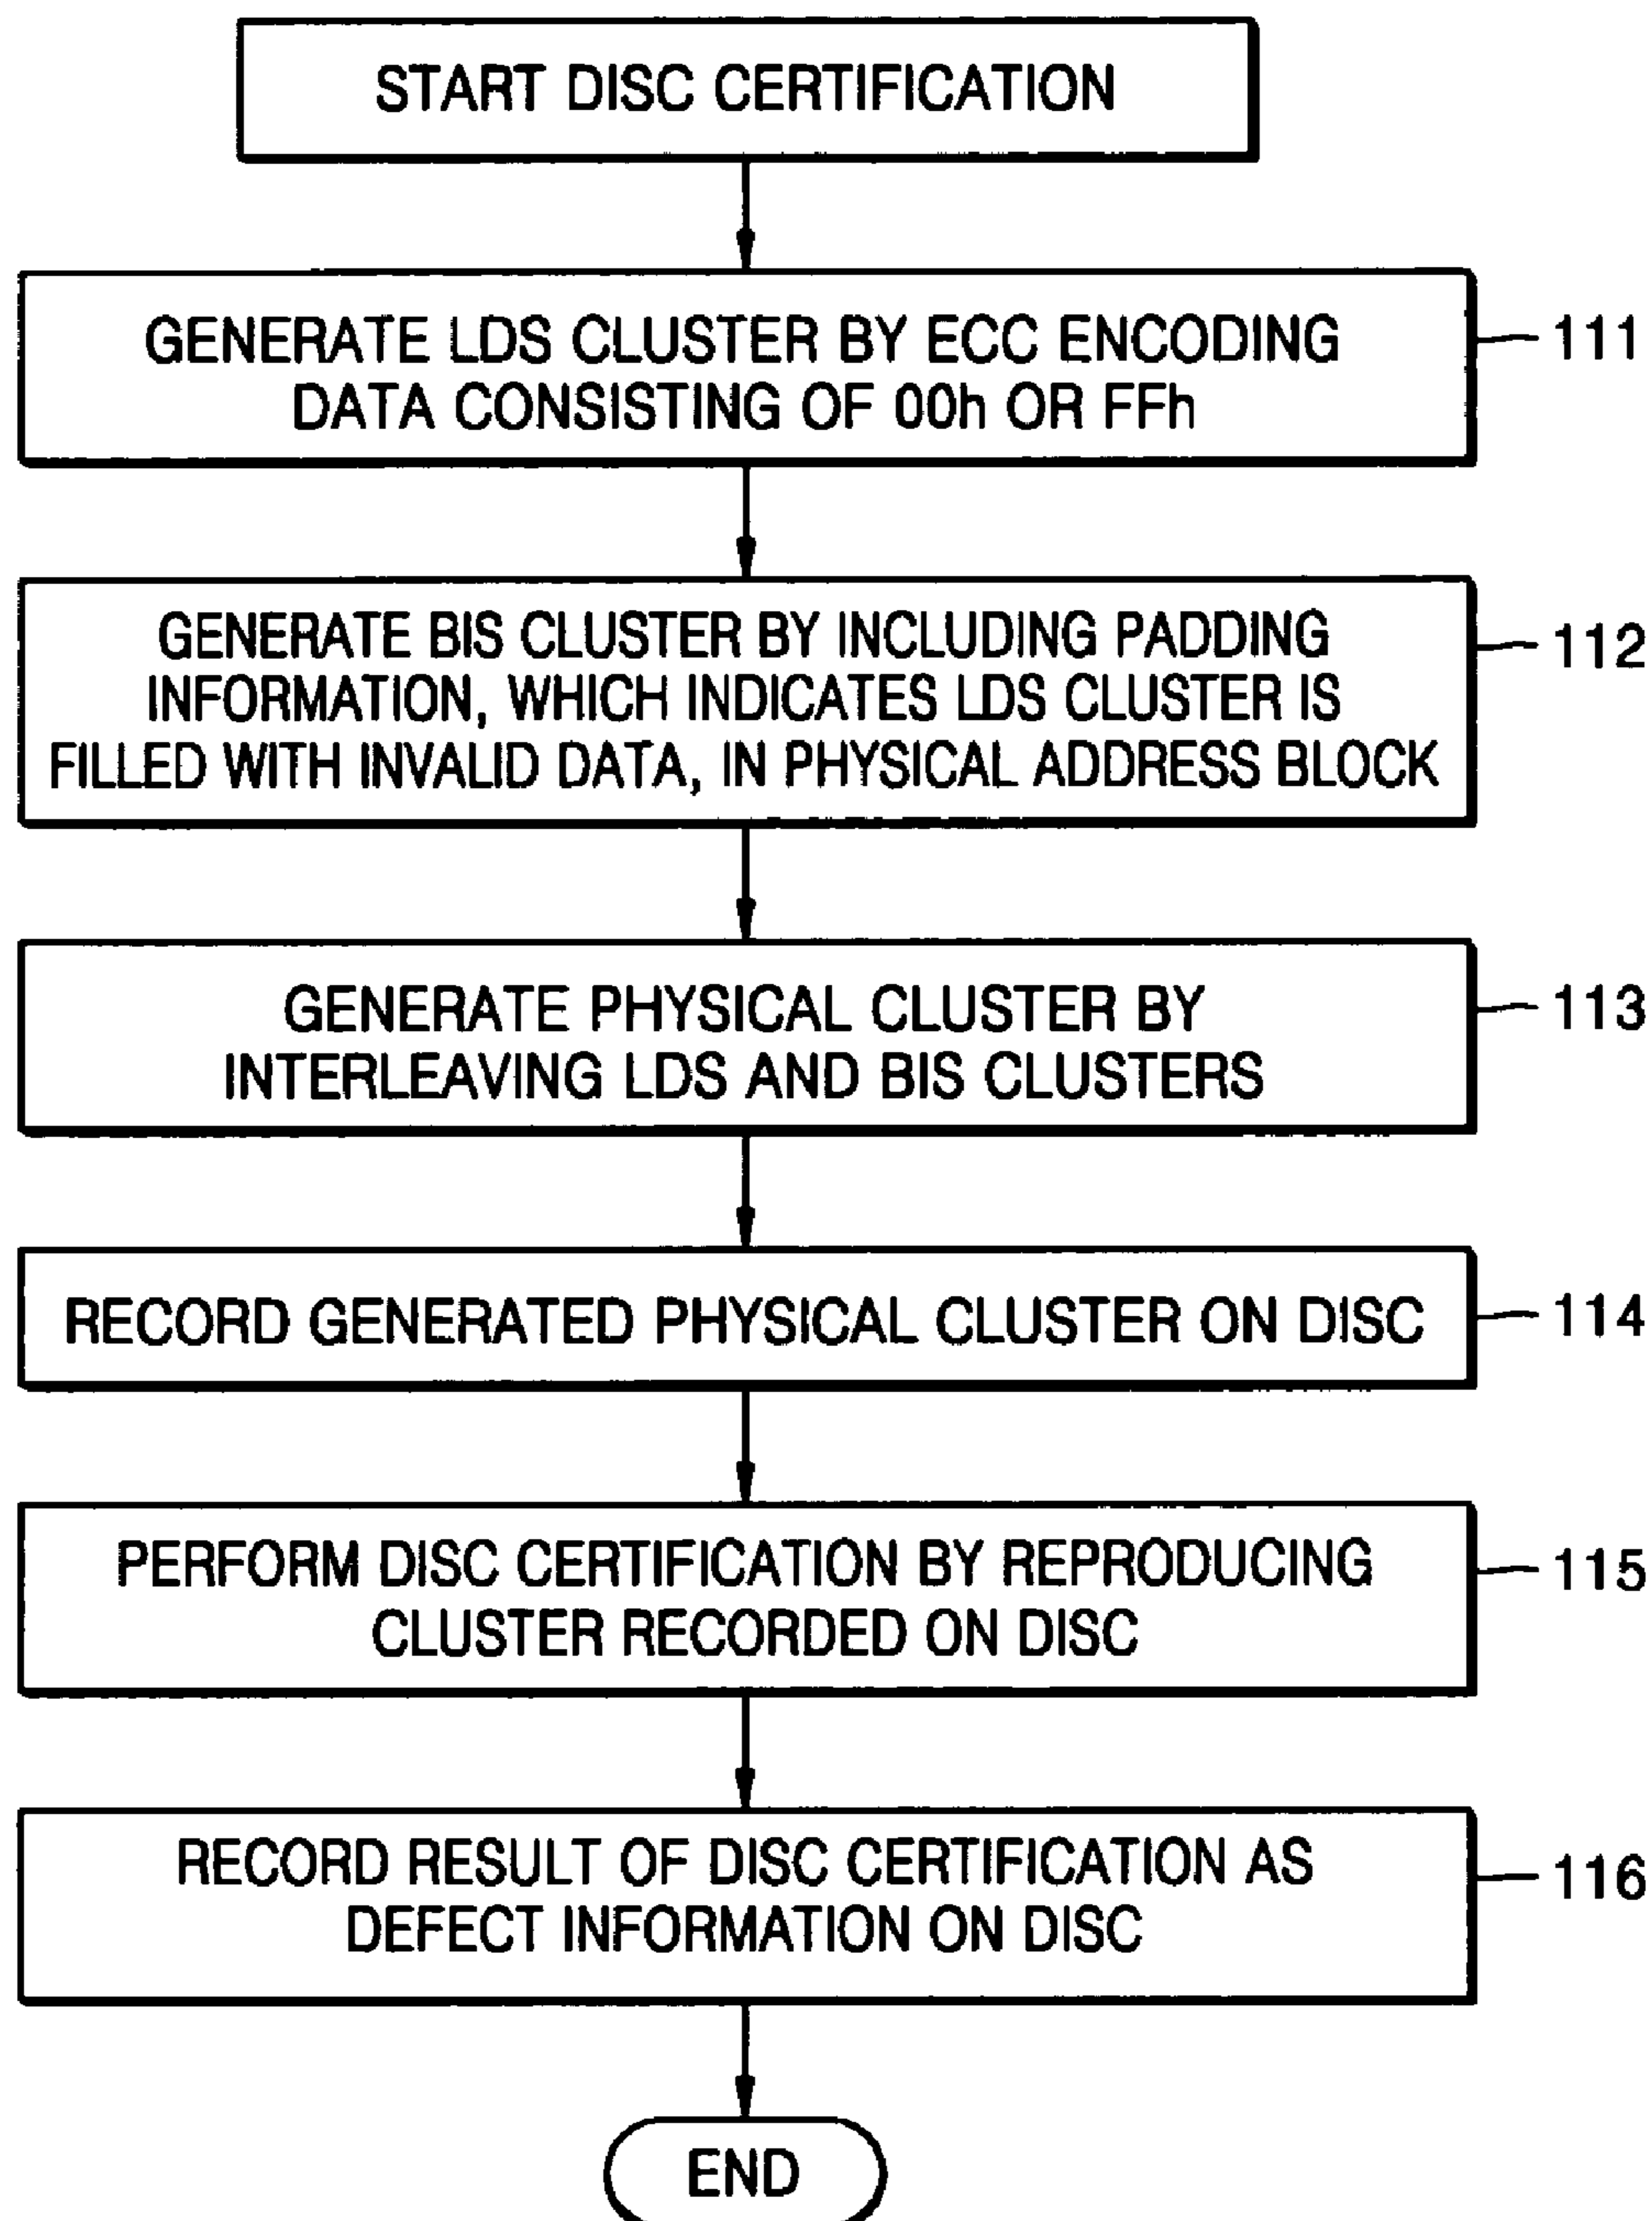 START DISC CERTIFICATION
GENERATE LDS CLUSTER BY ECC ENCODING
DATA CONSISTING OF 00h OR FFh
111
GENERATE BIS CLUSTER BY INCLUDING PADDING
INFORMATION, WHICH INDICATES LDS CLUSTER IS
FILLED WITH INVALID DATA, IN PHYSICAL ADDRESS BLOCK
112
GENERATE PHYSICAL CLUSTER BY
INTERLEAVING LDS AND BIS CLUSTERS
113
RECORD GENERATED PHYSICAL CLUSTER ON DISC
114
PERFORM DISC CERTIFICATION BY REPRODUCING
CLUSTER RECORDED ON DISC
115
RECORD RESULT OF DISC CERTIFICATION AS
DEFECT INFORMATION ON DISC
116
END